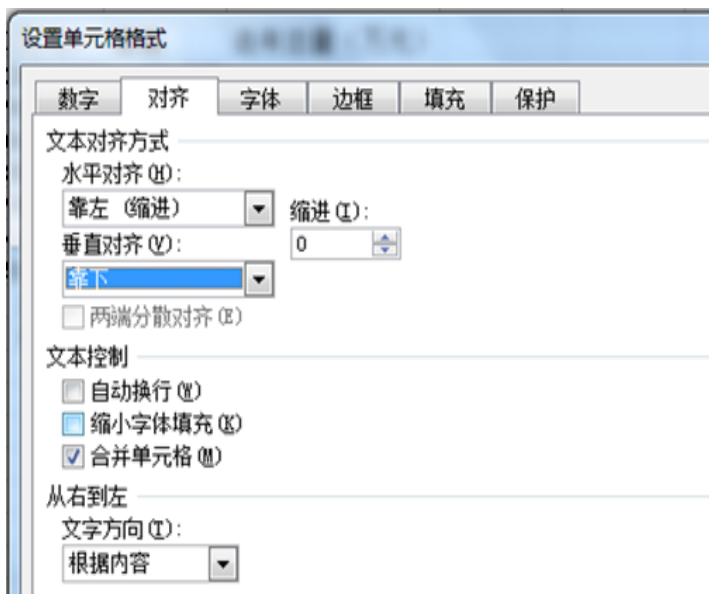 设置单元格格式
数字 对齐 字体 边框 填充 保护
文本对齐方式
水平对齐(H):
靠左 (缩进) 缩进(I):
垂直对齐(V): 0
靠下
两端分散对齐(E)
文本控制
自动换行(W)
缩小字体填充(K)
合并单元格(M)
从右到左
文字方向(T):
根据内容